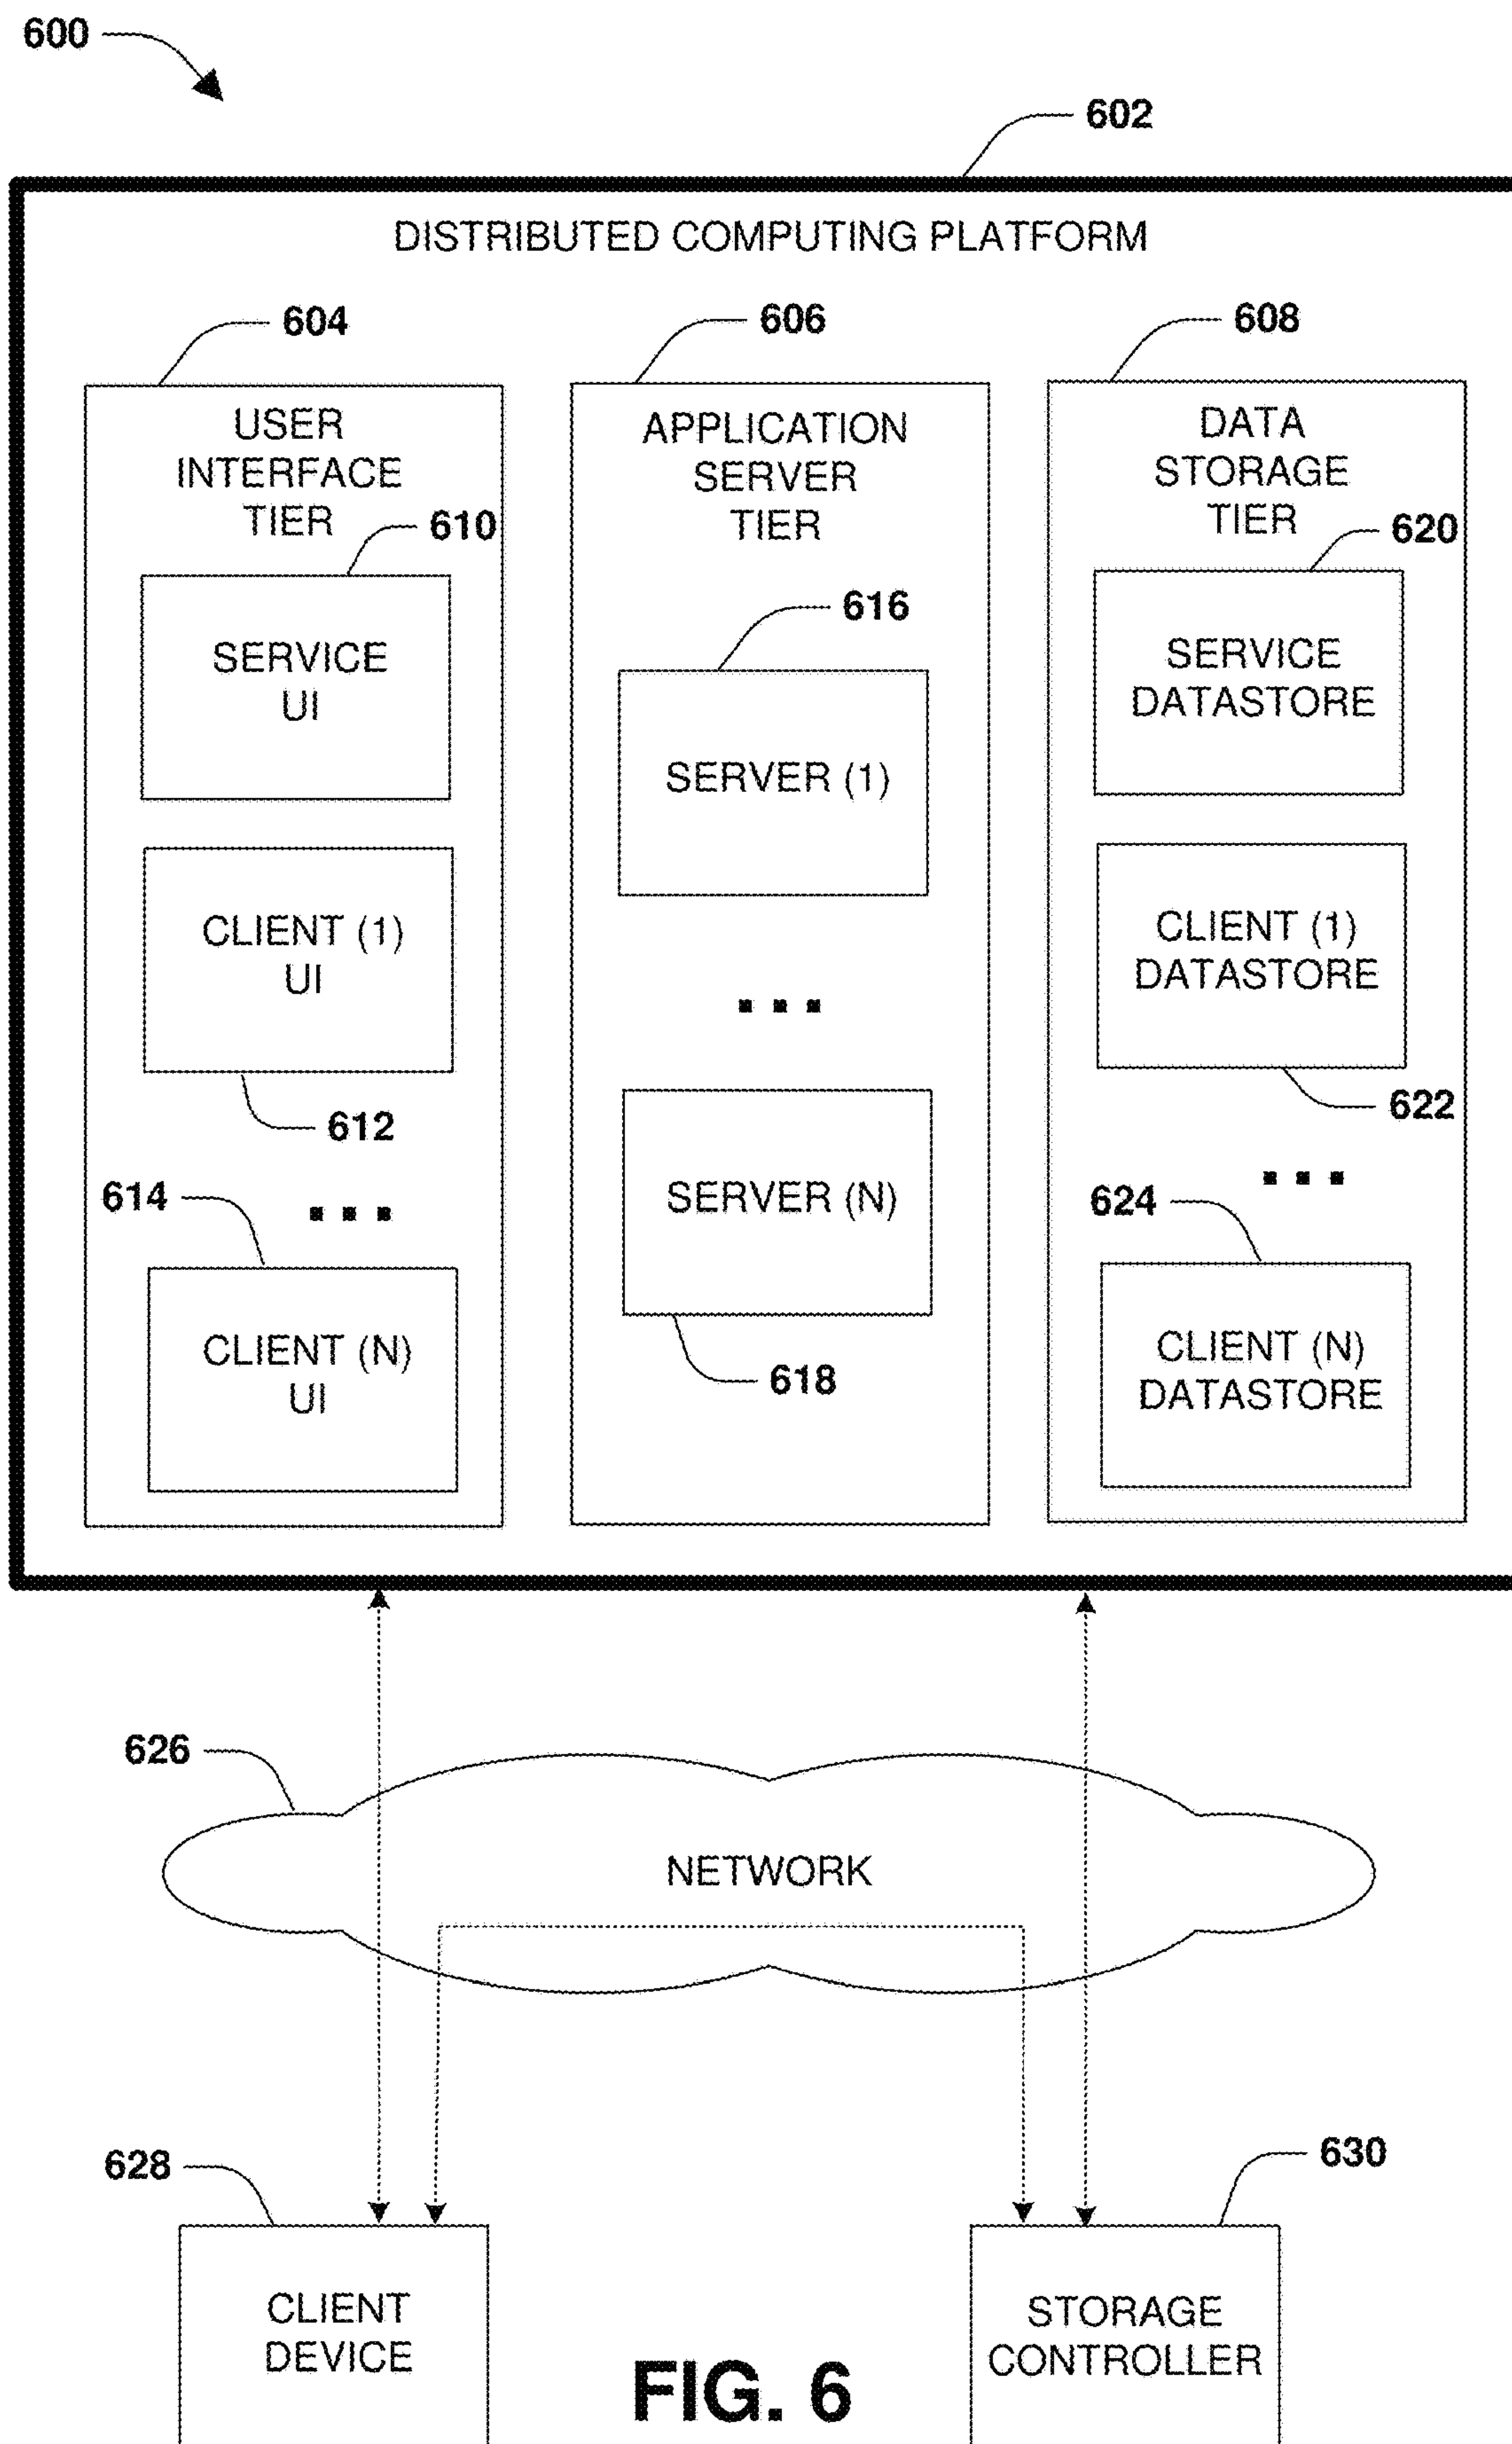 600
602
DISTRIBUTED COMPUTING PLATFORM
604
USER
INTERFACE
TIER
610
SERVICE
UI
CLIENT (1)
UI
612
614
CLIENT (N)
UI
606
APPLICATION
SERVER
TIER
616
SERVER (1)
SERVER (N)
618
608
DATA
STORAGE
TIER
620
SERVICE
DATASTORE
CLIENT (1)
DATASTORE
622
624
CLIENT (N)
DATASTORE
626
NETWORK
628
CLIENT
DEVICE
630
STORAGE
CONTROLLER
FIG. 6